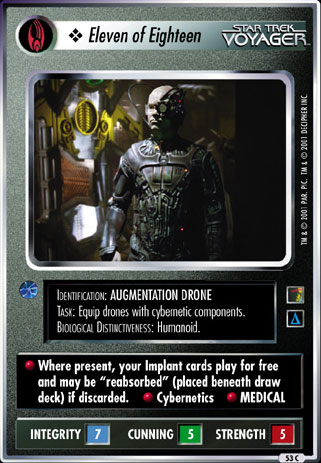 ❖ Eleven of Eighteen
STAR TREK
VOYAGER™
TM & © 2001 PAR. PIC. TM & © 2001 DECIPHER INC.
IDENTIFICATION: AUGMENTATION DRONE
TASK: Equip drones with cybernetic components.
BIOLOGICAL DISTINCTIVENESS: Humanoid.
• Where present, your Implant cards play for free
and may be “reabsorbed” (placed beneath draw
deck) if discarded. • Cybernetics • MEDICAL
INTEGRITY 7 CUNNING 5 STRENGTH 5
53 C